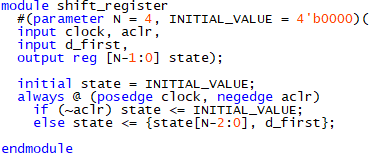 module shift_register
#(parameter N = 4, INITIAL_VALUE = 4'b0000)(
input clock, aclr,
input d_first,
output reg [N-1:0] state);
initial state = INITIAL_VALUE;
always @ (posedge clock, negedge aclr)
if (~aclr) state <= INITIAL_VALUE;
else state <= {state[N-2:0], d_first};
endmodule